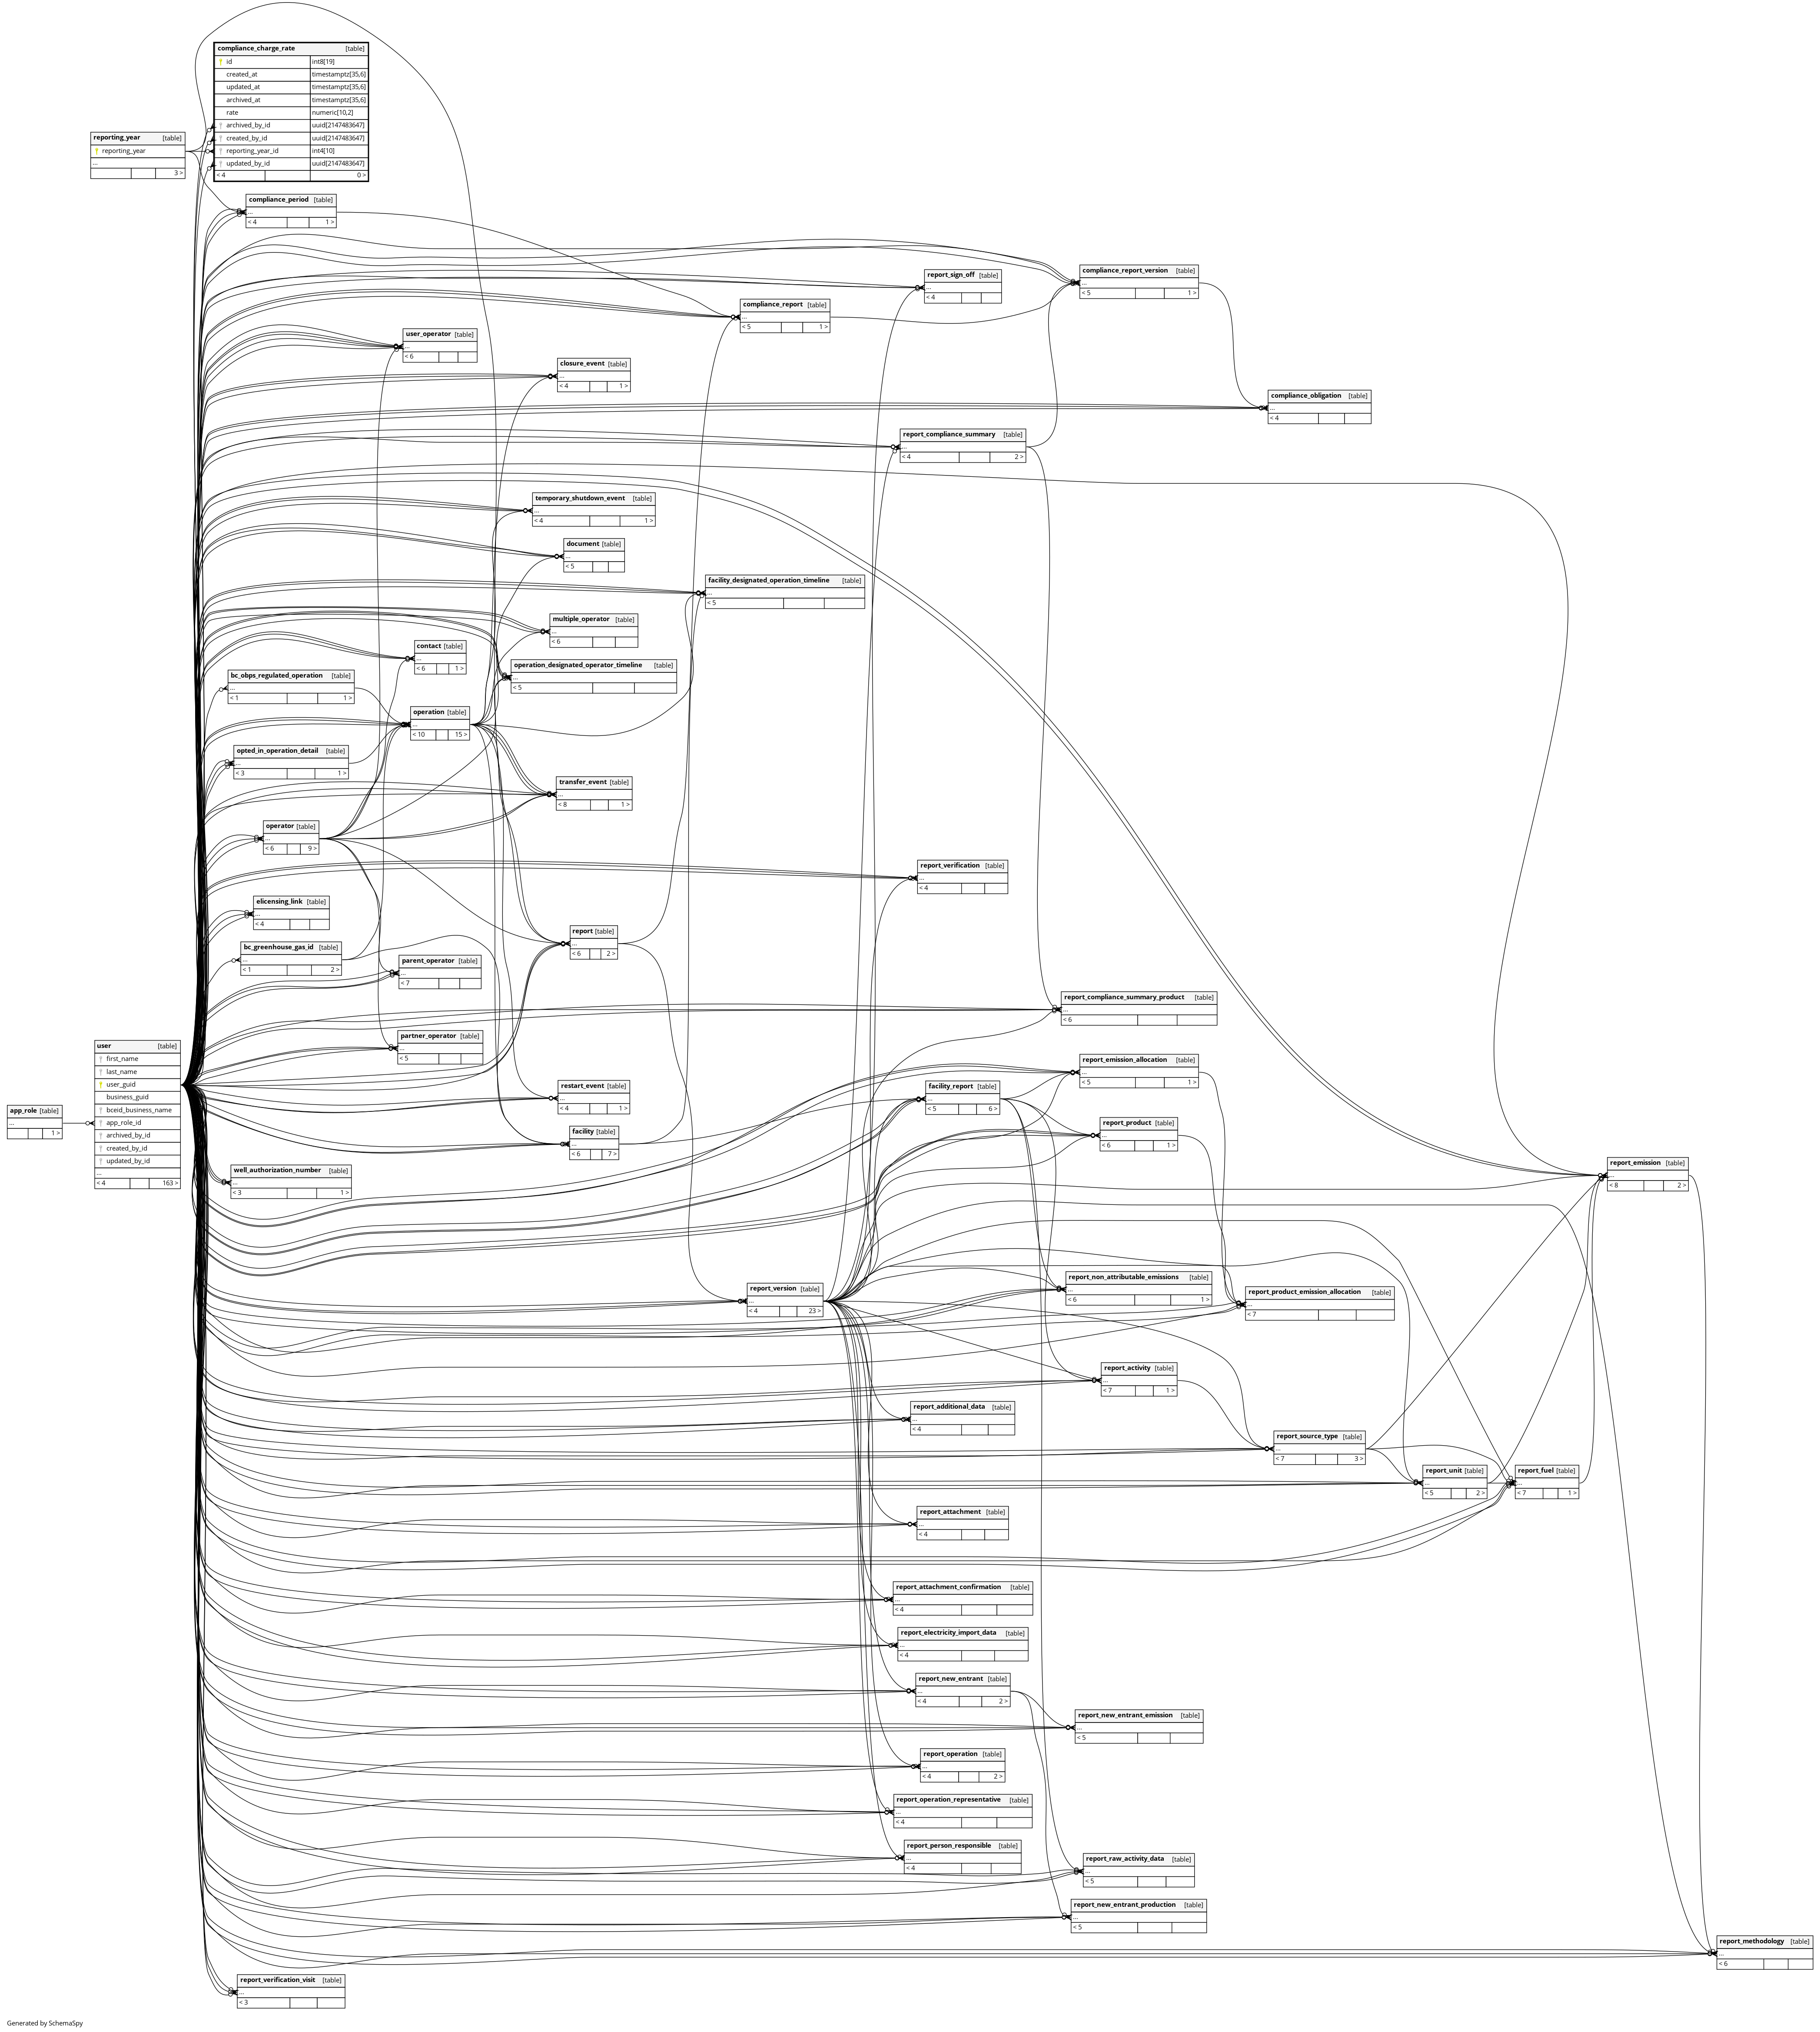 compliance_charge_rate [table]
id int8[19]
created_at timestamptz[35,6]
updated_at timestamptz[35,6]
archived_at timestamptz[35,6]
rate numeric[10,2]
archived_by_id uuid[2147483647]
created_by_id uuid[2147483647]
reporting_year_id int4[10]
updated_by_id uuid[2147483647]
< 4 0 >
reporting_year [table]
reporting_year
...
3 >
compliance_period [table]
...
< 4 1 >
report_sign_off [table]
...
< 4
compliance_report_version [table]
...
< 5 1 >
compliance_report [table]
...
< 5 1 >
user_operator [table]
...
< 6
closure_event [table]
...
< 4 1 >
compliance_obligation [table]
...
< 4
report_compliance_summary [table]
...
< 4 2 >
temporary_shutdown_event [table]
...
< 4 1 >
document [table]
...
< 5
facility_designated_operation_timeline [table]
...
< 5
multiple_operator [table]
...
< 6
contact [table]
...
< 6 1 >
operation_designated_operator_timeline [table]
...
< 5
bc_obps_regulated_operation [table]
...
< 1 1 >
operation [table]
...
< 10 15 >
opted_in_operation_detail [table]
...
< 3 1 >
transfer_event [table]
...
< 8 1 >
operator [table]
...
< 6 9 >
report_verification [table]
...
< 4
elicensing_link [table]
...
< 4
report [table]
...
< 6 2 >
bc_greenhouse_gas_id [table]
...
< 1 2 >
parent_operator [table]
...
< 7
report_compliance_summary_product [table]
...
< 6
partner_operator [table]
...
< 5
user [table]
first_name
last_name
user_guid
business_guid
bceid_business_name
app_role_id
archived_by_id
created_by_id
updated_by_id
...
< 4 163 >
app_role [table]
...
1 >
report_emission_allocation [table]
...
< 5 1 >
restart_event [table]
...
< 4 1 >
facility_report [table]
...
< 5 6 >
report_product [table]
...
< 6 1 >
facility [table]
...
< 6 7 >
report_emission [table]
...
< 8 2 >
well_authorization_number [table]
...
< 3 1 >
report_non_attributable_emissions [table]
...
< 6 1 >
report_version [table]
...
< 4 23 >
report_product_emission_allocation [table]
...
< 7
report_activity [table]
...
< 7 1 >
report_additional_data [table]
...
< 4
report_source_type [table]
...
< 7 3 >
report_unit [table]
...
< 5 2 >
report_fuel [table]
...
< 7 1 >
report_attachment [table]
...
< 4
report_attachment_confirmation [table]
...
< 4
report_electricity_import_data [table]
...
< 4
report_new_entrant [table]
...
< 4 2 >
report_new_entrant_emission [table]
...
< 5
report_operation [table]
...
< 4 2 >
report_operation_representative [table]
...
< 4
report_person_responsible [table]
...
< 4
report_raw_activity_data [table]
...
< 5
report_new_entrant_production [table]
...
< 5
report_methodology [table]
...
< 6
report_verification_visit [table]
...
< 3
Generated by SchemaSpy